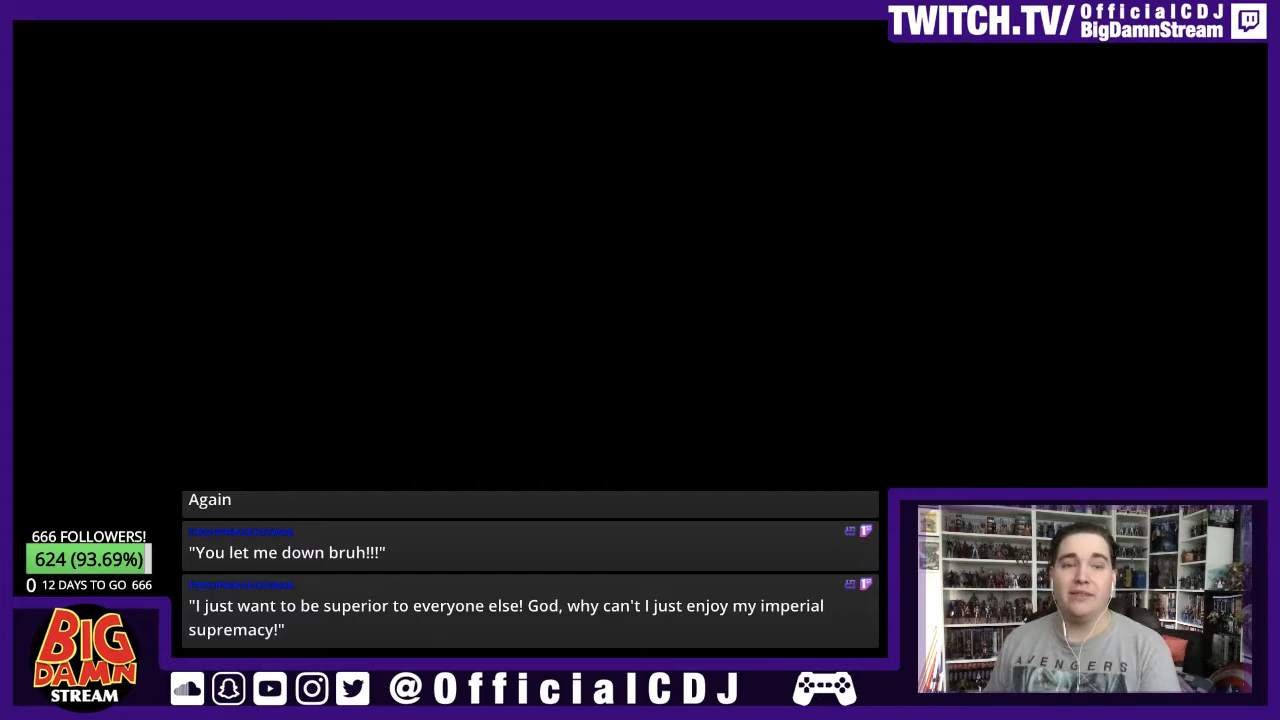 TWITCH.TV/
OfficialCDJ
BigDamnStream
Again
"You let me down bruh!!!"
"I just want to be superior to everyone else! God, why can't I just enjoy my imperial
supremacy!"
666 FOLLOWERS!
624 (93.69%)
0 12 DAYS TO GO 666
BIG
DAMN
STREAM
@OfficialCDJ
AVENGERS